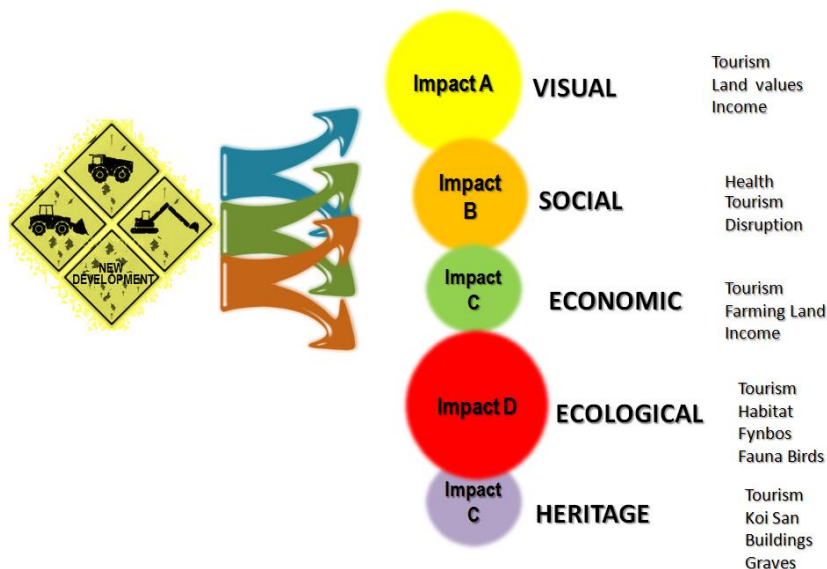 NEW
DEVELOPMENT
Impact A
VISUAL
Tourism
Land values
Income
Impact
B
SOCIAL
Health
Tourism
Disruption
Impact
C
ECONOMIC
Tourism
Farming Land
Income
Impact D
ECOLOGICAL
Tourism
Habitat
Fynbos
Fauna Birds
Impact
C
HERITAGE
Tourism
Koi San
Buildings
Graves